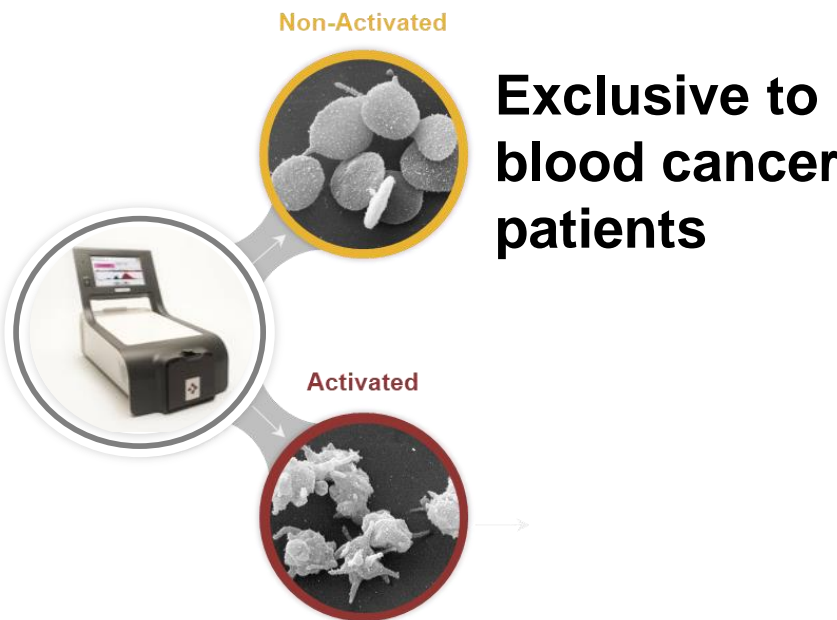 Non-Activated
Exclusive to
blood cancer
patients
Activated